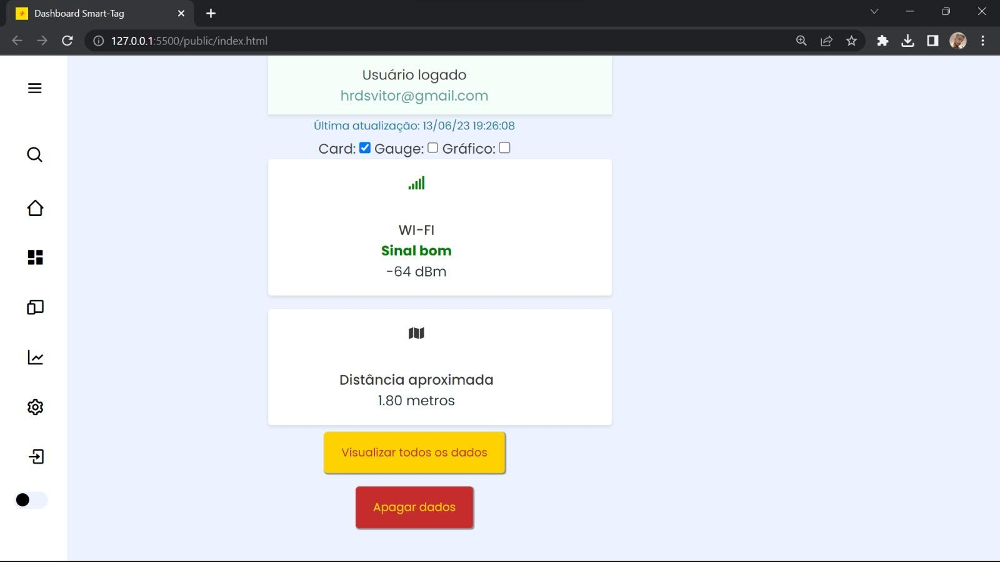 Dashboard Smart-Tag
127.0.0.1:5500/public/index.html
Usuário logado
hrdsvitor@gmail.com
Última atualização: 13/06/23 19:26:08
Card: Gauge: Gráfico:
WI-FI
Sinal bom
-64 dBm
Distância aproximada
1.80 metros
Visualizar todos os dados
Apagar dados